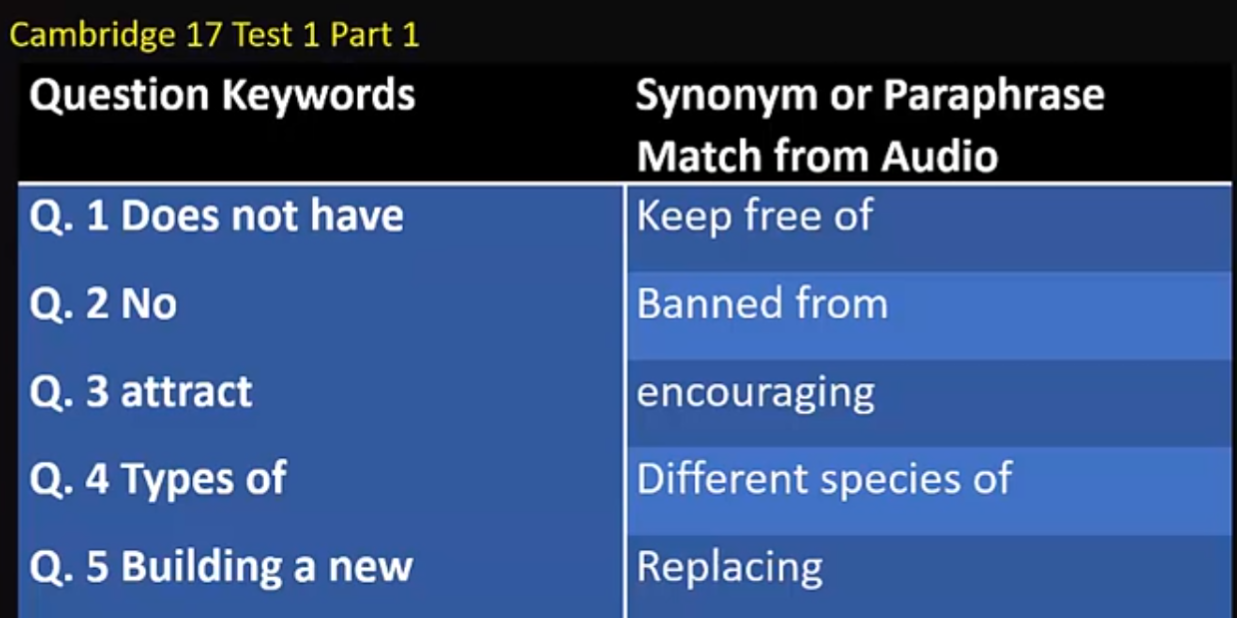 Cambridge 17 Test 1 Part 1
Question Keywords
Synonym or Paraphrase
Match from Audio
Q. 1 Does not have
Keep free of
Q. 2 No
Banned from
Q. 3 attract
encouraging
Q. 4 Types of
Different species of
Q. 5 Building a new
Replacing